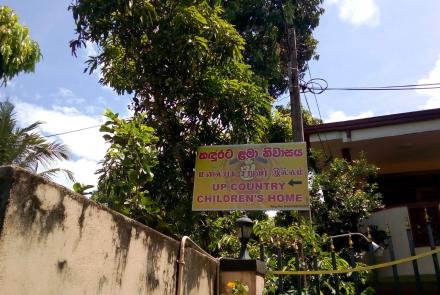 කඳුරට ළමා නිවාසය
மலையக சிறுவர் இல்லம்
UP COUNTRY
CHILDREN'S HOME